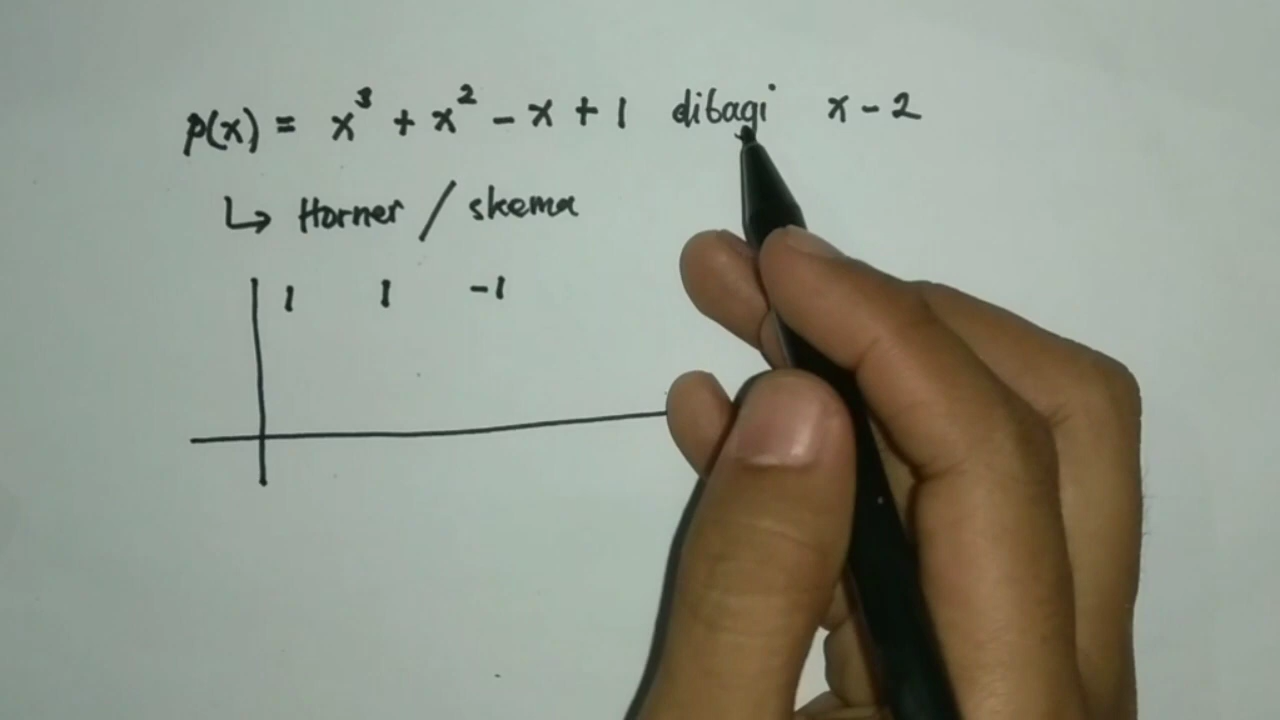 p(x) = x³ + x² - x + 1 dibagi x - 2
↳ Horner / skema
1 1 -1